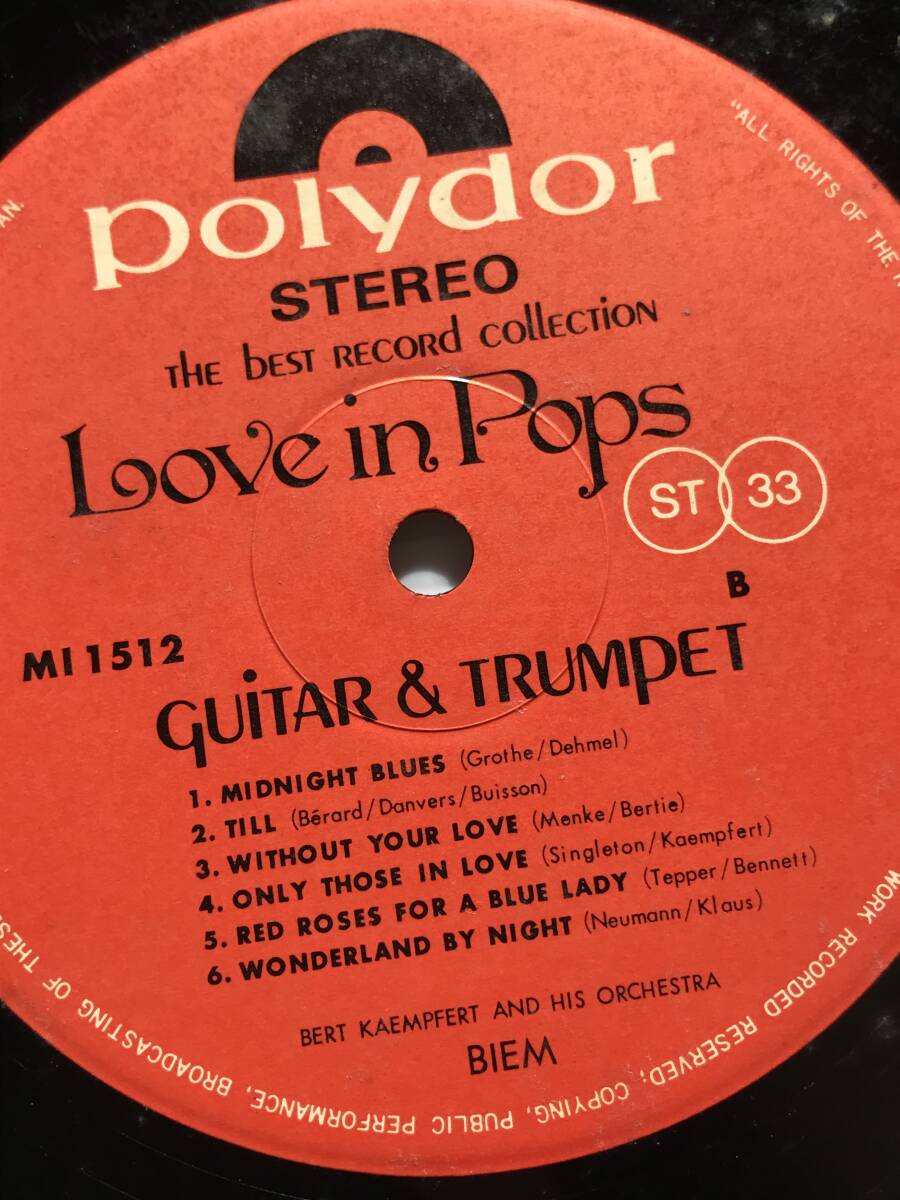 polydor
STEREO
THE BEST RECORD COLLECTION
Love in Pops
ST 33
B
MI 1512
GUITAR & TRUMPET
1. MIDNIGHT BLUES (Grothe/Dehmel)
2. TILL (Bérard/Danvers/Buisson)
3. WITHOUT YOUR LOVE (Menke/Bertie)
4. ONLY THOSE IN LOVE (Singleton/Kaempfert)
5. RED ROSES FOR A BLUE LADY (Tepper/Bennett)
6. WONDERLAND BY NIGHT (Neumann/Klaus)
BERT KAEMPFERT AND HIS ORCHESTRA
BIEM
"ALL RIGHTS OF THE
WORK RECORDED RESERVED, COPYING, PUBLIC PERFORMANCE, BROADCASTING OF